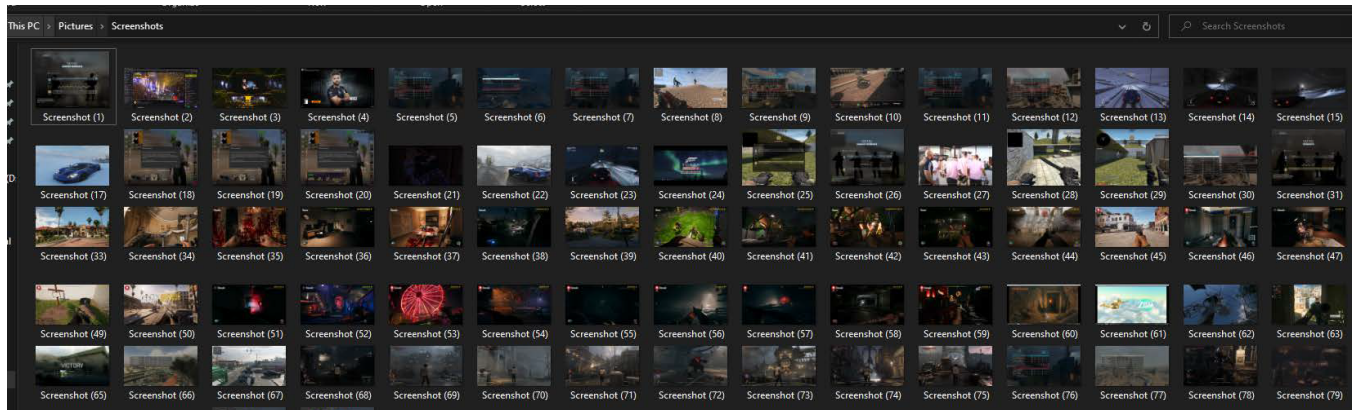 This PC > Pictures > Screenshots
Search Screenshots
Screenshot (1) Screenshot (2) Screenshot (3) Screenshot (4) Screenshot (5) Screenshot (6) Screenshot (7) Screenshot (8) Screenshot (9) Screenshot (10) Screenshot (11) Screenshot (12) Screenshot (13) Screenshot (14) Screenshot (15)
Screenshot (17) Screenshot (18) Screenshot (19) Screenshot (20) Screenshot (21) Screenshot (22) Screenshot (23) Screenshot (24) Screenshot (25) Screenshot (26) Screenshot (27) Screenshot (28) Screenshot (29) Screenshot (30) Screenshot (31)
Screenshot (33) Screenshot (34) Screenshot (35) Screenshot (36) Screenshot (37) Screenshot (38) Screenshot (39) Screenshot (40) Screenshot (41) Screenshot (42) Screenshot (43) Screenshot (44) Screenshot (45) Screenshot (46) Screenshot (47)
Screenshot (49) Screenshot (50) Screenshot (51) Screenshot (52) Screenshot (53) Screenshot (54) Screenshot (55) Screenshot (56) Screenshot (57) Screenshot (58) Screenshot (59) Screenshot (60) Screenshot (61) Screenshot (62) Screenshot (63)
VICTORY
Screenshot (65) Screenshot (66) Screenshot (67) Screenshot (68) Screenshot (69) Screenshot (70) Screenshot (71) Screenshot (72) Screenshot (73) Screenshot (74) Screenshot (75) Screenshot (76) Screenshot (77) Screenshot (78) Screenshot (79)